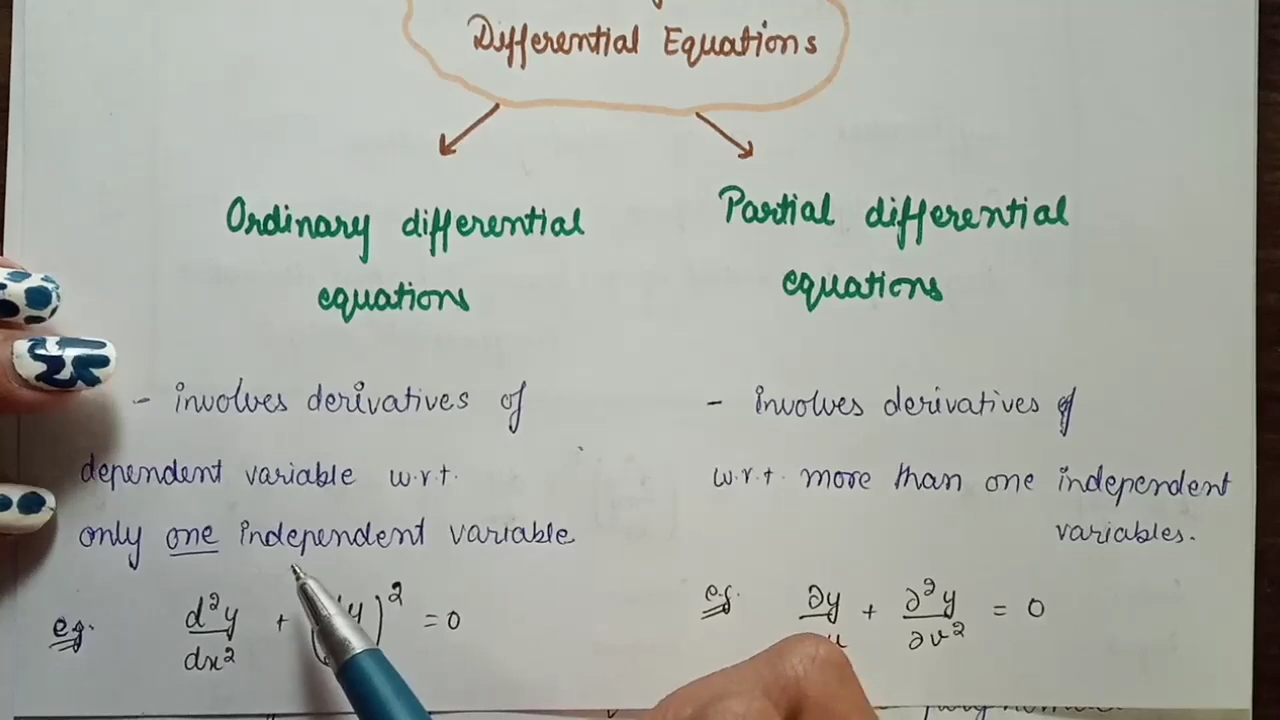 Differential Equations
Ordinary differential
equations
- involves derivatives of
dependent variable w.r.t.
only one independent variable
eg. d²y/dx² + ( y)² = 0
Partial differential
equations
- involves derivatives of
w.r.t. more than one independent
variables.
e.g. ∂y + ∂²y/∂v² = 0